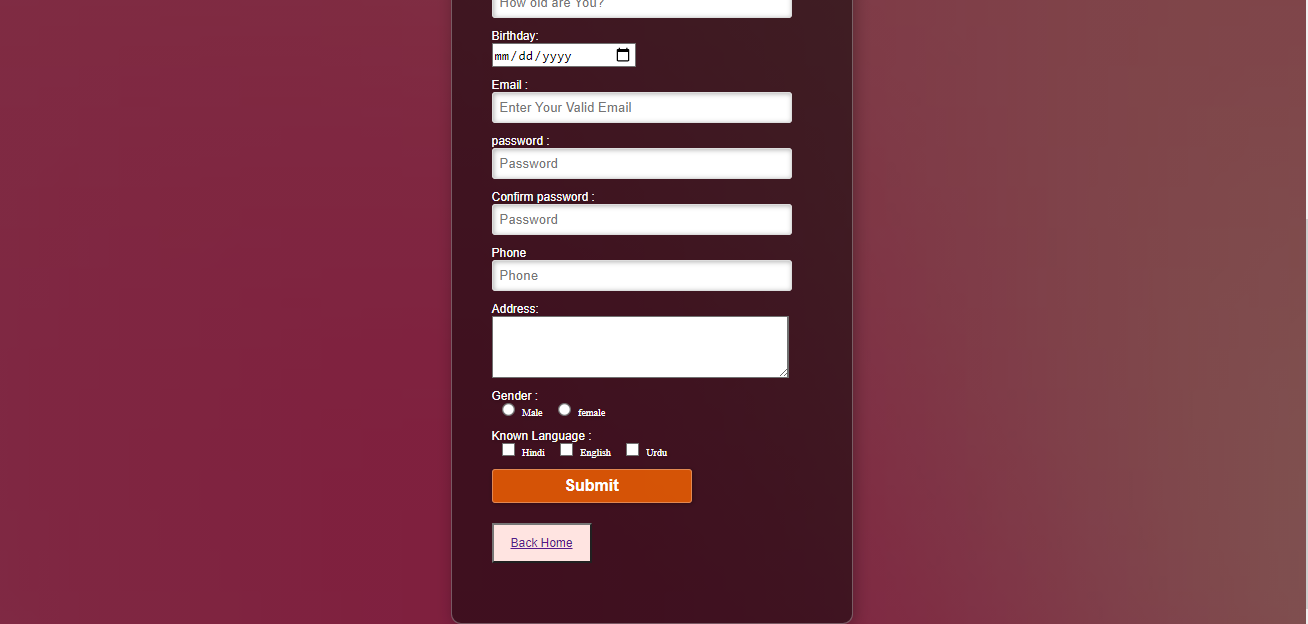 How old are You?
Birthday:
mm/dd/yyyy
Email :
Enter Your Valid Email
password :
Password
Confirm password :
Password
Phone
Phone
Address:
Gender :
Male female
Known Language :
Hindi English Urdu
Submit
Back Home